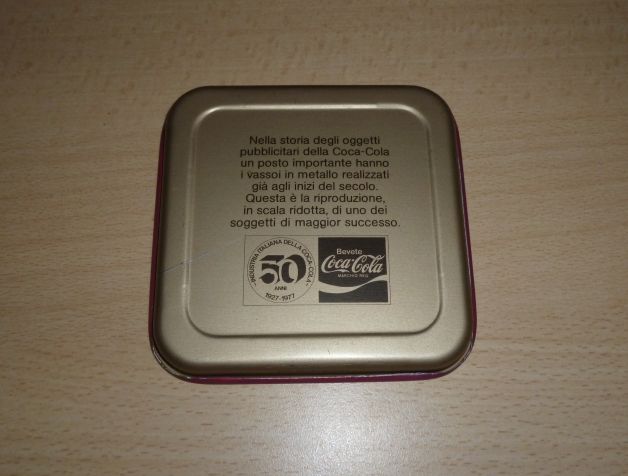 Nella storia degli oggetti
pubblicitari della Coca-Cola
un posto importante hanno
i vassoi in metallo realizzati
già agli inizi del secolo.
Questa è la riproduzione,
in scala ridotta, di uno dei
soggetti di maggior successo.
INDUSTRIA ITALIANA DELLA COCA-COLA
50
ANNI
1927-1977
Bevete
Coca-Cola
MARCHIO REG.